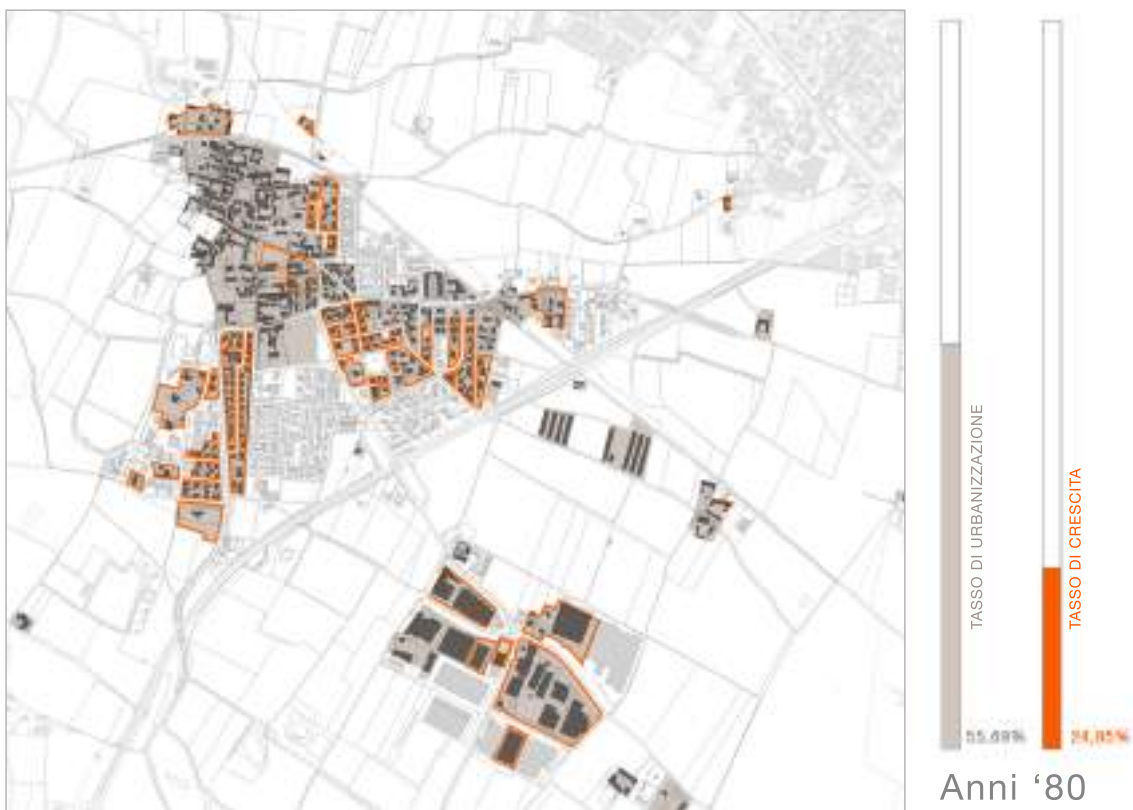 TASSO DI URBANIZZAZIONE
55.69%
TASSO DI CRESCITA
24,85%
Anni ‘80